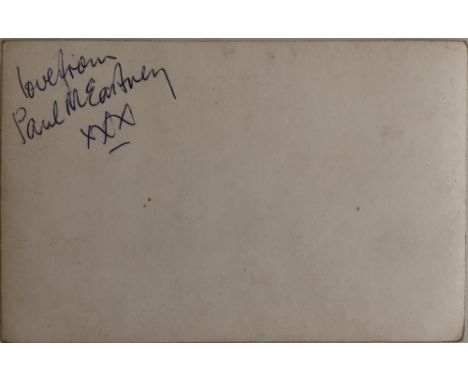 love from
Paul McCartney
xxx